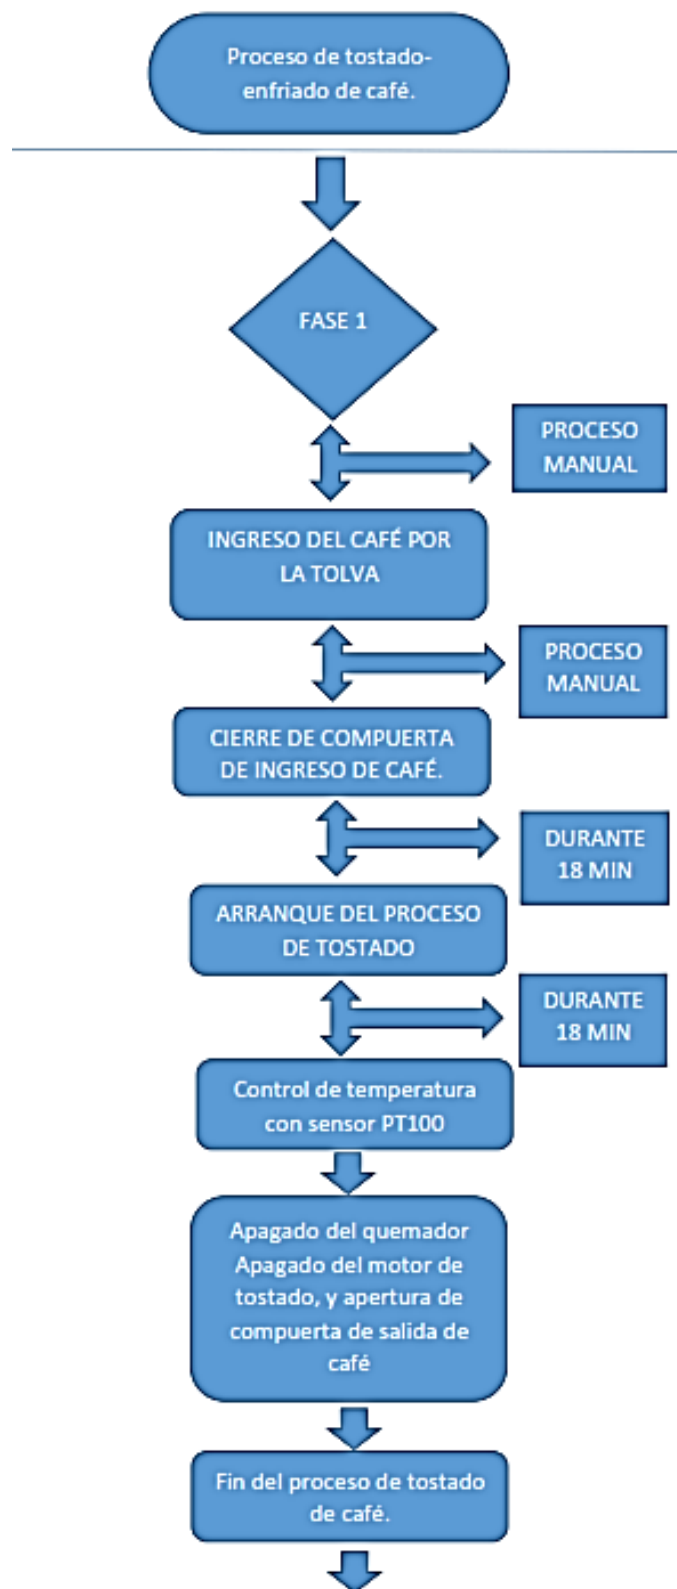 Proceso de tostado-
enfriado de café.
FASE 1
PROCESO
MANUAL
INGRESO DEL CAFÉ POR
LA TOLVA
PROCESO
MANUAL
CIERRE DE COMPUERTA
DE INGRESO DE CAFÉ.
DURANTE
18 MIN
ARRANQUE DEL PROCESO
DE TOSTADO
DURANTE
18 MIN
Control de temperatura
con sensor PT100
Apagado del quemador
Apagado del motor de
tostado, y apertura de
compuerta de salida de
café
Fin del proceso de tostado
de café.